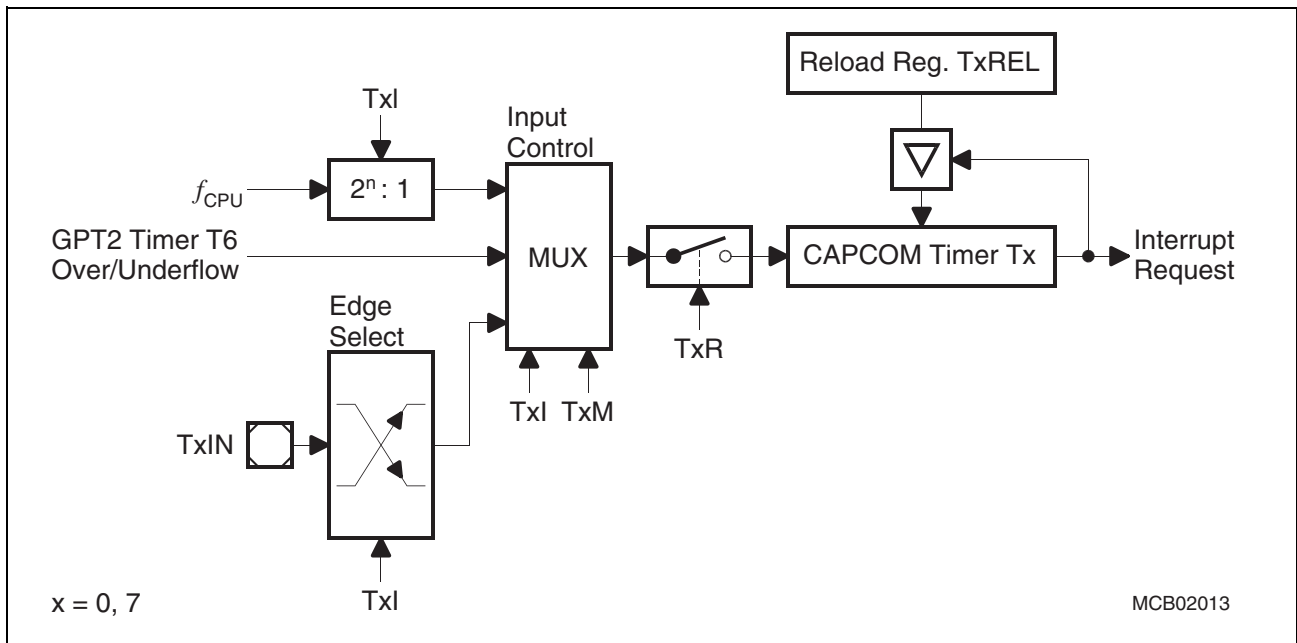 Reload Reg. TxREL
TxI
Input
Control
fCPU
2ⁿ : 1
GPT2 Timer T6
Over/Underflow
MUX
CAPCOM Timer Tx
Interrupt
Request
Edge
Select
TxR
TxI TxM
TxIN
TxI
x = 0, 7
MCB02013